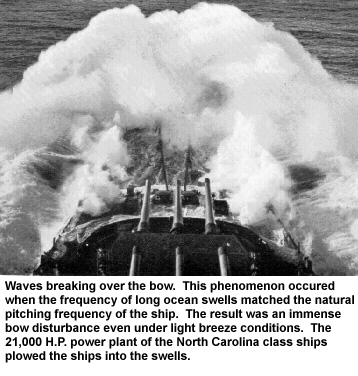 Waves breaking over the bow.  This phenomenon occured
when the frequency of long ocean swells matched the natural
pitching frequency of the ship.  The result was an immense
bow disturbance even under light breeze conditions.  The
21,000 H.P. power plant of the North Carolina class ships
plowed the ships into the swells.